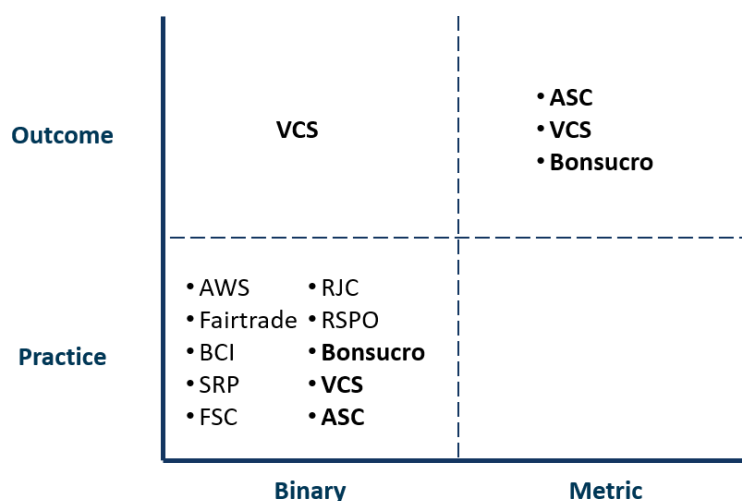 Outcome
VCS
• ASC
• VCS
• Bonsucro
Practice
• AWS
• Fairtrade
• BCI
• SRP
• FSC
• RJC
• RSPO
• Bonsucro
• VCS
• ASC
Binary
Metric